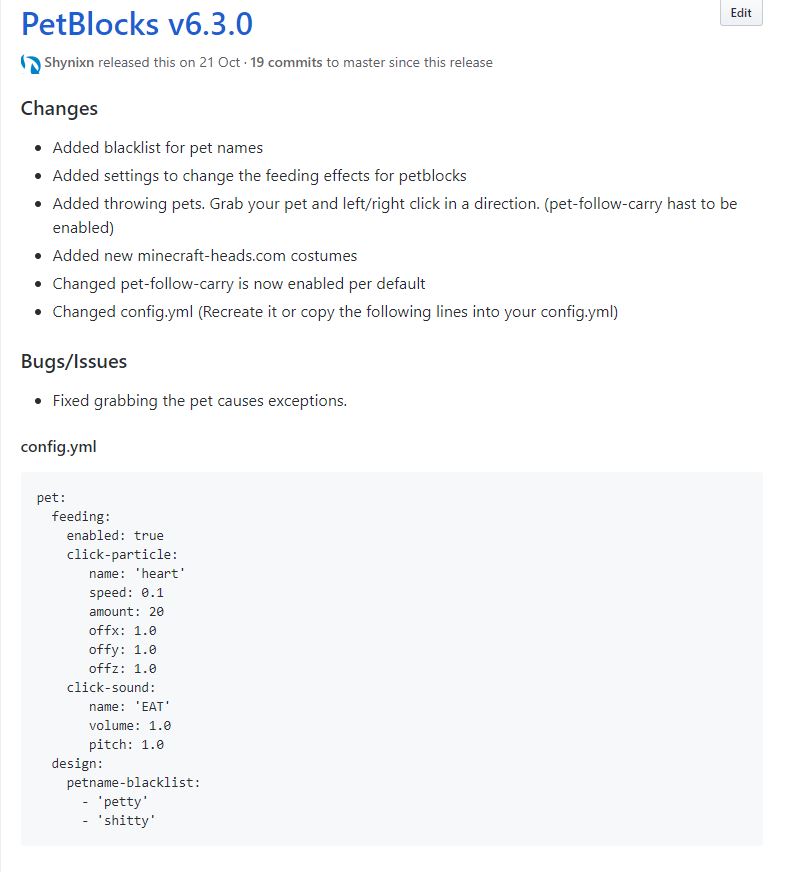 PetBlocks v6.3.0
Edit
Shynixn released this on 21 Oct · 19 commits to master since this release
Changes
• Added blacklist for pet names
• Added settings to change the feeding effects for petblocks
• Added throwing pets. Grab your pet and left/right click in a direction. (pet-follow-carry hast to be
enabled)
• Added new minecraft-heads.com costumes
• Changed pet-follow-carry is now enabled per default
• Changed config.yml (Recreate it or copy the following lines into your config.yml)
Bugs/Issues
• Fixed grabbing the pet causes exceptions.
config.yml
pet:
  feeding:
    enabled: true
    click-particle:
       name: 'heart'
       speed: 0.1
       amount: 20
       offx: 1.0
       offy: 1.0
       offz: 1.0
    click-sound:
       name: 'EAT'
       volume: 1.0
       pitch: 1.0
  design:
    petname-blacklist:
      - 'petty'
      - 'shitty'